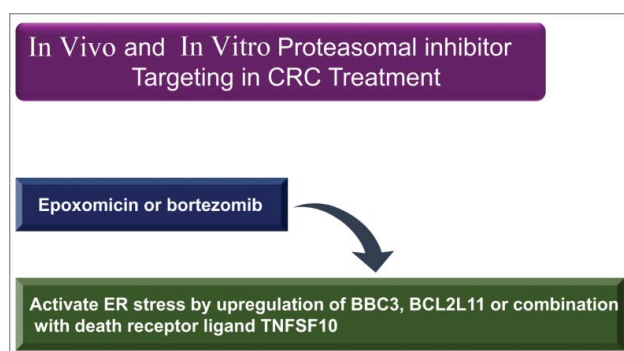 In Vivo and In Vitro Proteasomal inhibitor
Targeting in CRC Treatment
Epoxomicin or bortezomib
Activate ER stress by upregulation of BBC3, BCL2L11 or combination
with death receptor ligand TNFSF10